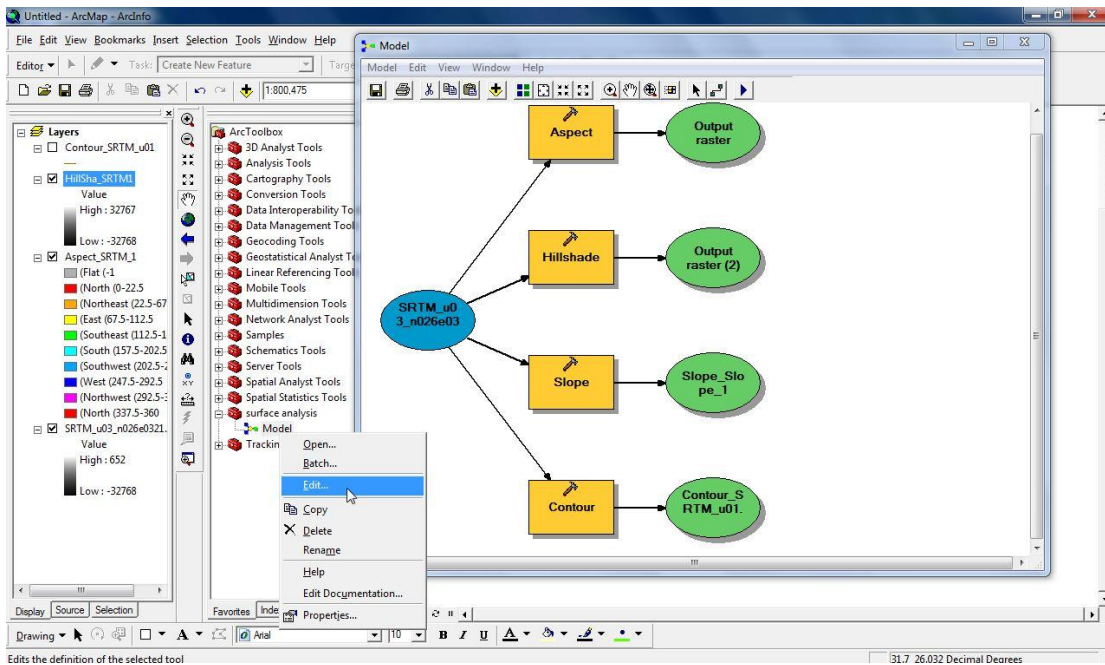 Untitled - ArcMap - ArcInfo
File Edit View Bookmarks Insert Selection Tools Window Help
Editor Task: Create New Feature Targe
1:800,475
Layers
Contour_SRTM_u01
HillSha_SRTM1
Value
High : 32767
Low : -32768
Aspect_SRTM_1
(Flat (-1
(North (0-22.5
(Northeast (22.5-67
(East (67.5-112.5
(Southeast (112.5-1
(South (157.5-202.5
(Southwest (202.5-2
(West (247.5-292.5
(Northwest (292.5-3
(North (337.5-360
SRTM_u03_n026e0321.
Value
High : 652
Low : -32768
Display Source Selection
ArcToolbox
3D Analyst Tools
Analysis Tools
Cartography Tools
Conversion Tools
Data Interoperability To
Data Management Tool
Geocoding Tools
Geostatistical Analyst To
Linear Referencing Tool
Mobile Tools
Multidimension Tools
Network Analyst Tools
Samples
Schematics Tools
Server Tools
Spatial Analyst Tools
Spatial Statistics Tools
surface analysis
Model
Trackin
Favorites Inde
Open...
Batch...
Edit...
Copy
Delete
Rename
Help
Edit Documentation...
Properties...
Model
Model Edit View Window Help
Aspect
Output
raster
Hillshade
Output
raster (2)
SRTM_u0
3_n026e03
Slope
Slope_Slo
pe_1
Contour
Contour_S
RTM_u01.
Drawing A Arial 10 B I U A
Edits the definition of the selected tool
31.7 26.032 Decimal Degrees